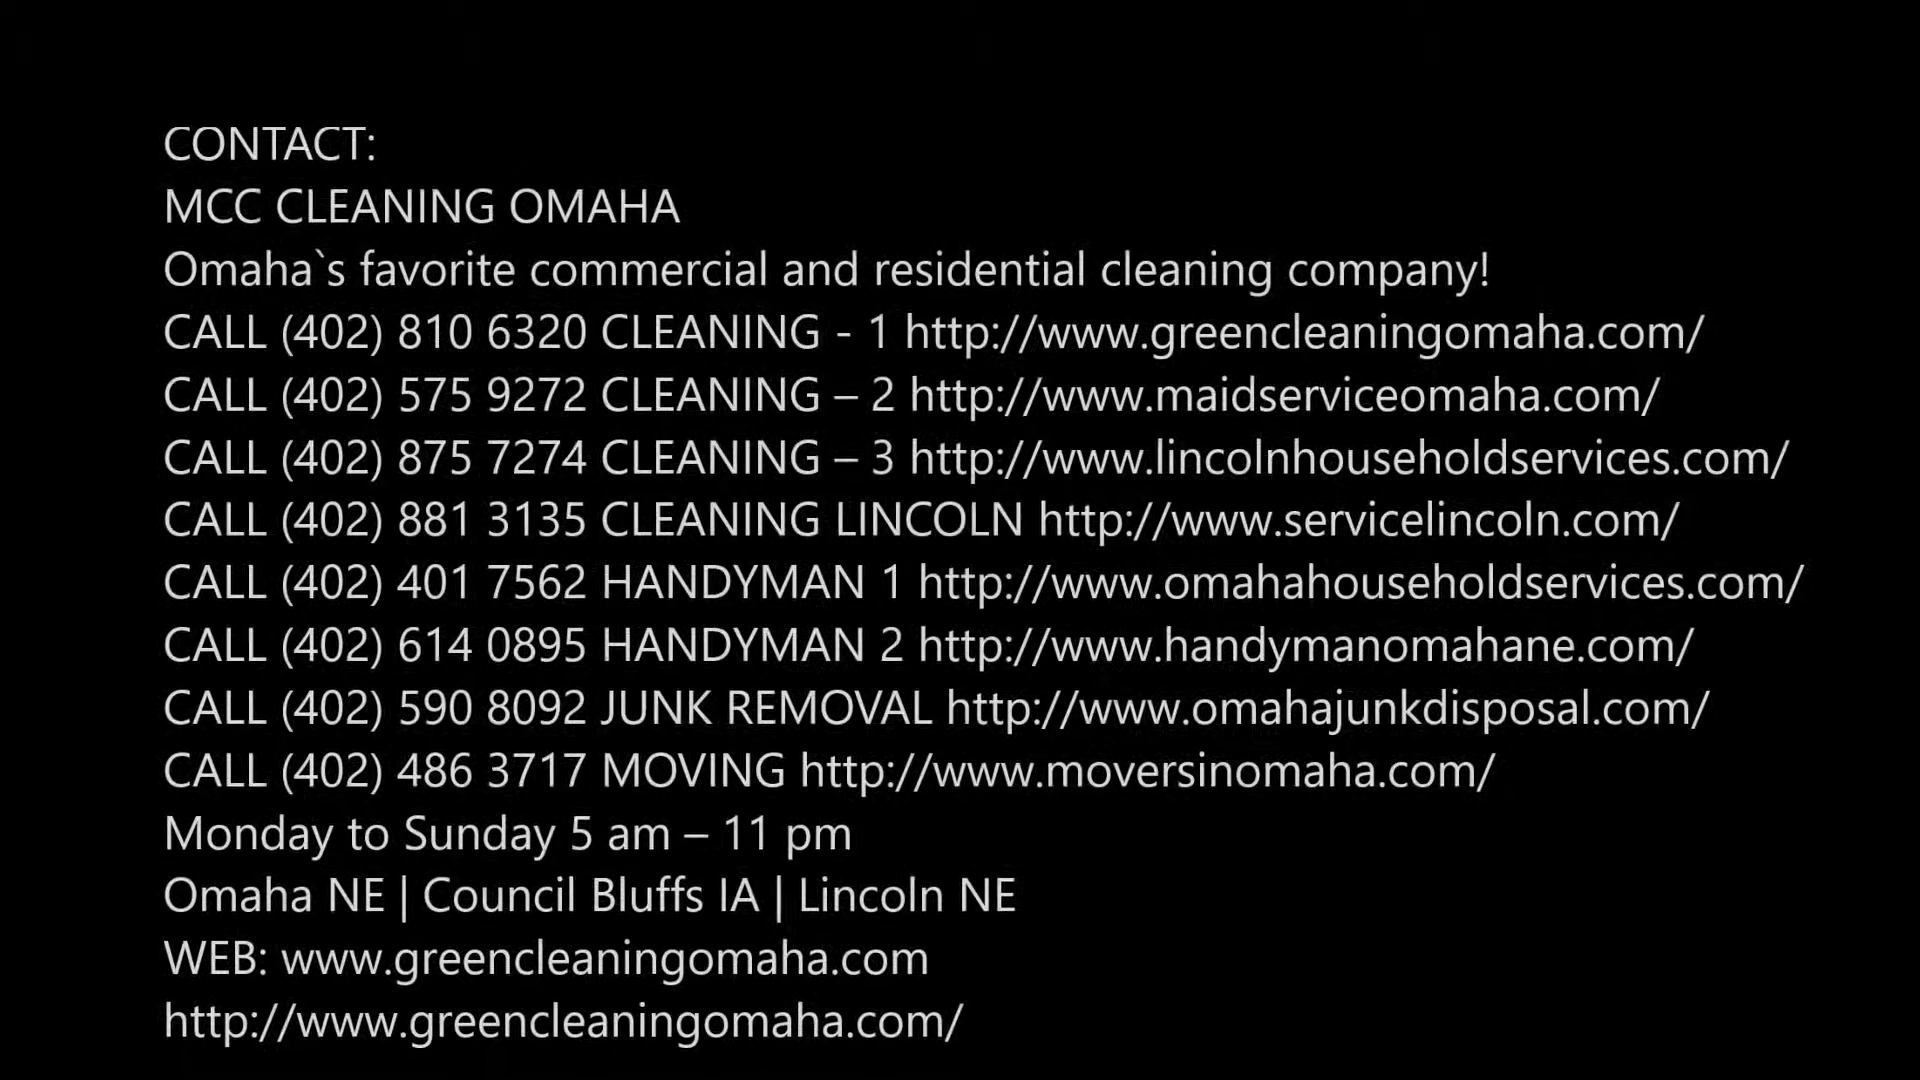 CONTACT:
MCC CLEANING OMAHA
Omaha`s favorite commercial and residential cleaning company!
CALL (402) 810 6320 CLEANING - 1 http://www.greencleaningomaha.com/
CALL (402) 575 9272 CLEANING – 2 http://www.maidserviceomaha.com/
CALL (402) 875 7274 CLEANING – 3 http://www.lincolnhouseholdservices.com/
CALL (402) 881 3135 CLEANING LINCOLN http://www.servicelincoln.com/
CALL (402) 401 7562 HANDYMAN 1 http://www.omahahouseholdservices.com/
CALL (402) 614 0895 HANDYMAN 2 http://www.handymanomahane.com/
CALL (402) 590 8092 JUNK REMOVAL http://www.omahajunkdisposal.com/
CALL (402) 486 3717 MOVING http://www.moversinomaha.com/
Monday to Sunday 5 am – 11 pm
Omaha NE | Council Bluffs IA | Lincoln NE
WEB: www.greencleaningomaha.com
http://www.greencleaningomaha.com/